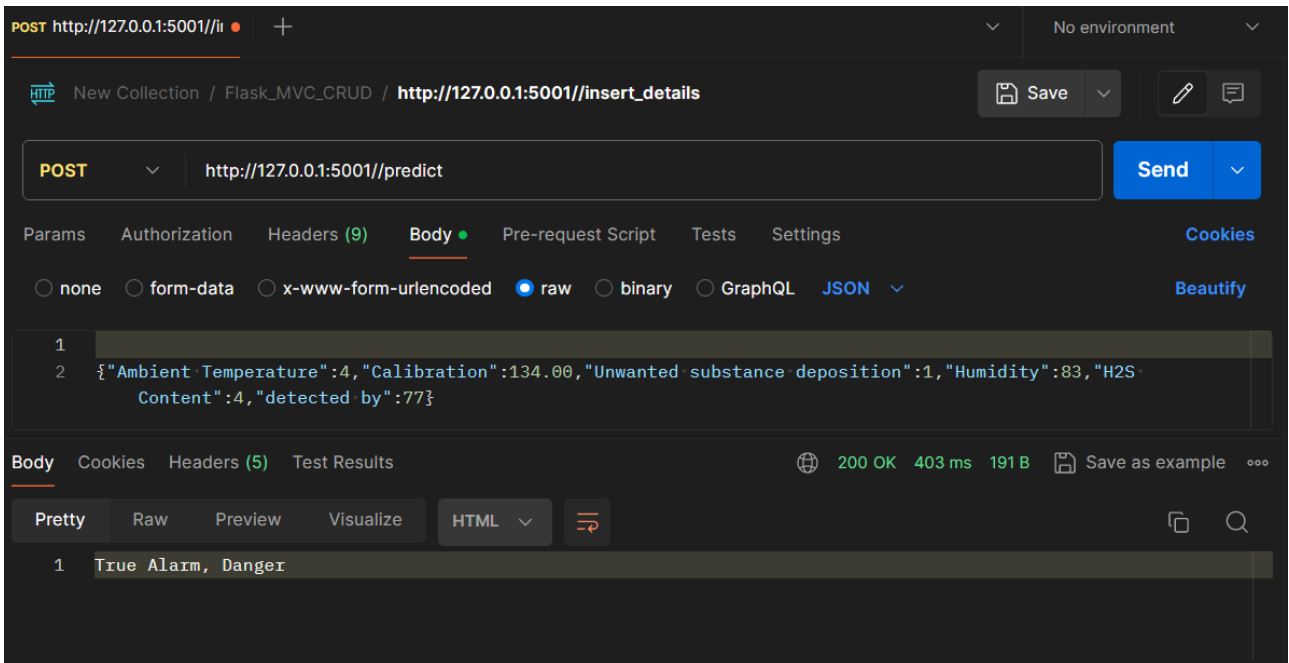 POST http://127.0.0.1:5001//i
No environment
HTTP New Collection / Flask_MVC_CRUD / http://127.0.0.1:5001//insert_details
Save
POST http://127.0.0.1:5001//predict
Send
Params Authorization Headers (9) Body Pre-request Script Tests Settings Cookies
none form-data x-www-form-urlencoded raw binary GraphQL JSON Beautify
1
2 {"Ambient·Temperature":4,"Calibration":134.00,"Unwanted·substance·deposition":1,"Humidity":83,"H2S·
Content":4,"detected·by":77}
Body Cookies Headers (5) Test Results 200 OK 403 ms 191 B Save as example
Pretty Raw Preview Visualize HTML
1 True Alarm, Danger